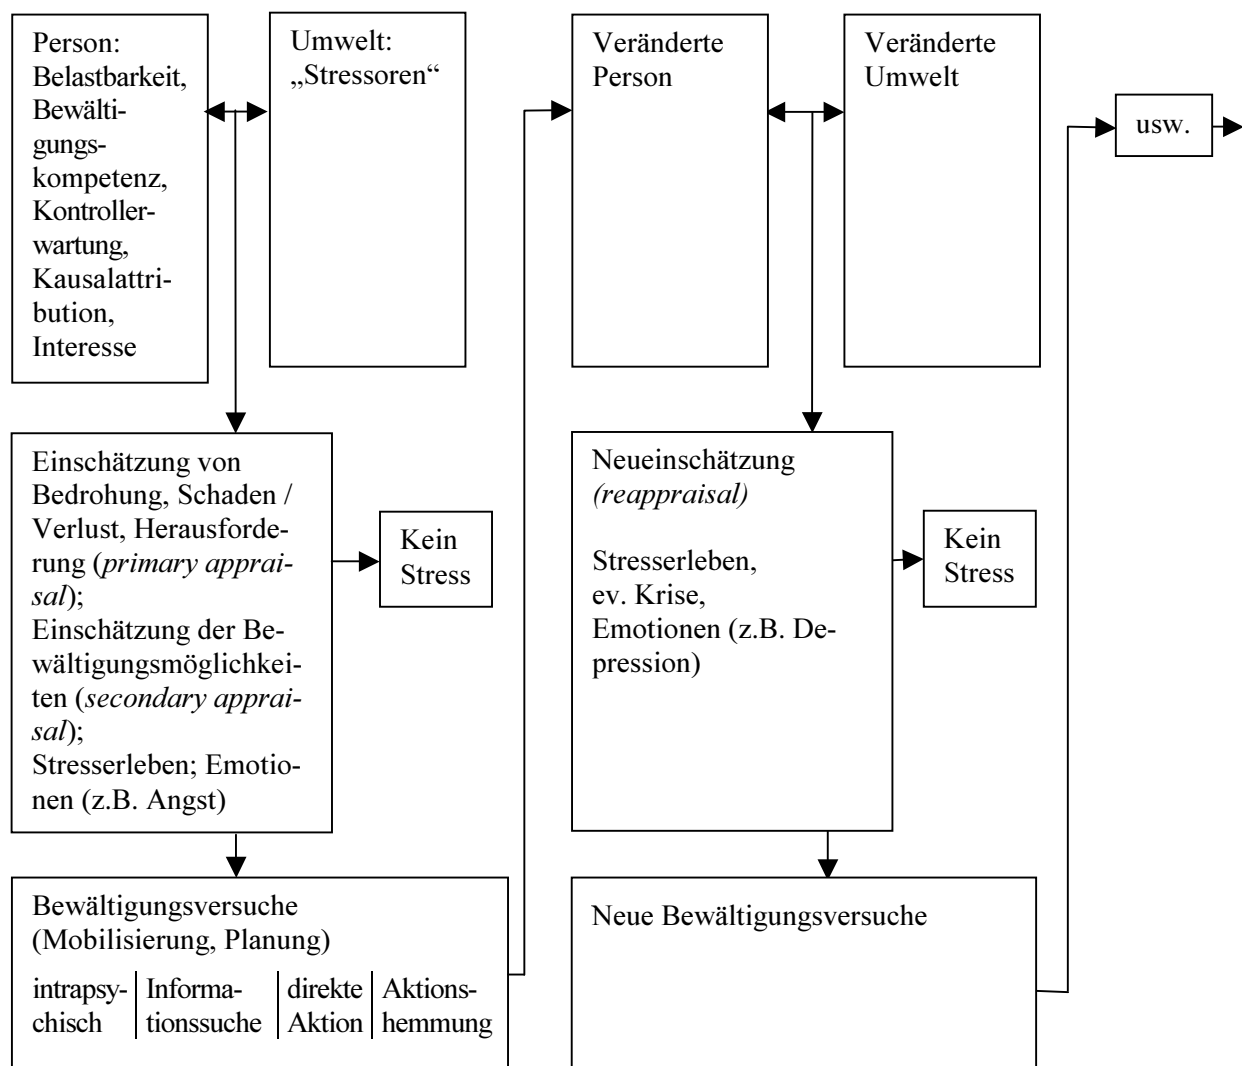 Person:
Belastbarkeit,
Bewälti-
gungs-
kompetenz,
Kontroller-
wartung,
Kausalattri-
bution,
Interesse
Umwelt:
„Stressoren“
Veränderte
Person
Veränderte
Umwelt
usw.
Einschätzung von
Bedrohung, Schaden /
Verlust, Herausforde-
rung (primary apprai-
sal);
Einschätzung der Be-
wältigungsmöglichkei-
ten (secondary apprai-
sal);
Stresserleben; Emotio-
nen (z.B. Angst)
Kein
Stress
Neueinschätzung
(reappraisal)
Stresserleben,
ev. Krise,
Emotionen (z.B. De-
pression)
Kein
Stress
Bewältigungsversuche
(Mobilisierung, Planung)
intrapsy-
chisch
Informa-
tionssuche
direkte
Aktion
Aktions-
hemmung
Neue Bewältigungsversuche